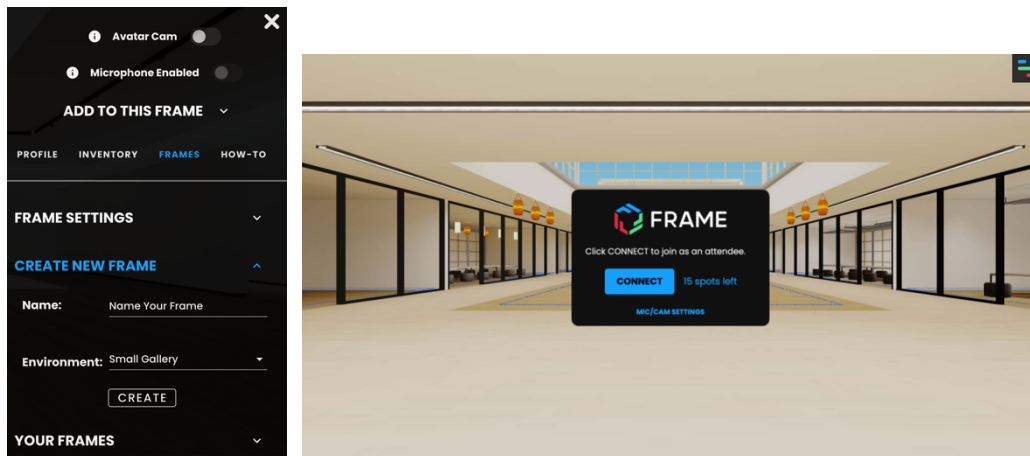 Avatar Cam
Microphone Enabled
ADD TO THIS FRAME
PROFILE INVENTORY FRAMES HOW-TO
FRAME SETTINGS
CREATE NEW FRAME
Name: Name Your Frame
Environment: Small Gallery
CREATE
YOUR FRAMES
FRAME
Click CONNECT to join as an attendee.
CONNECT 15 spots left
MIC/CAM SETTINGS